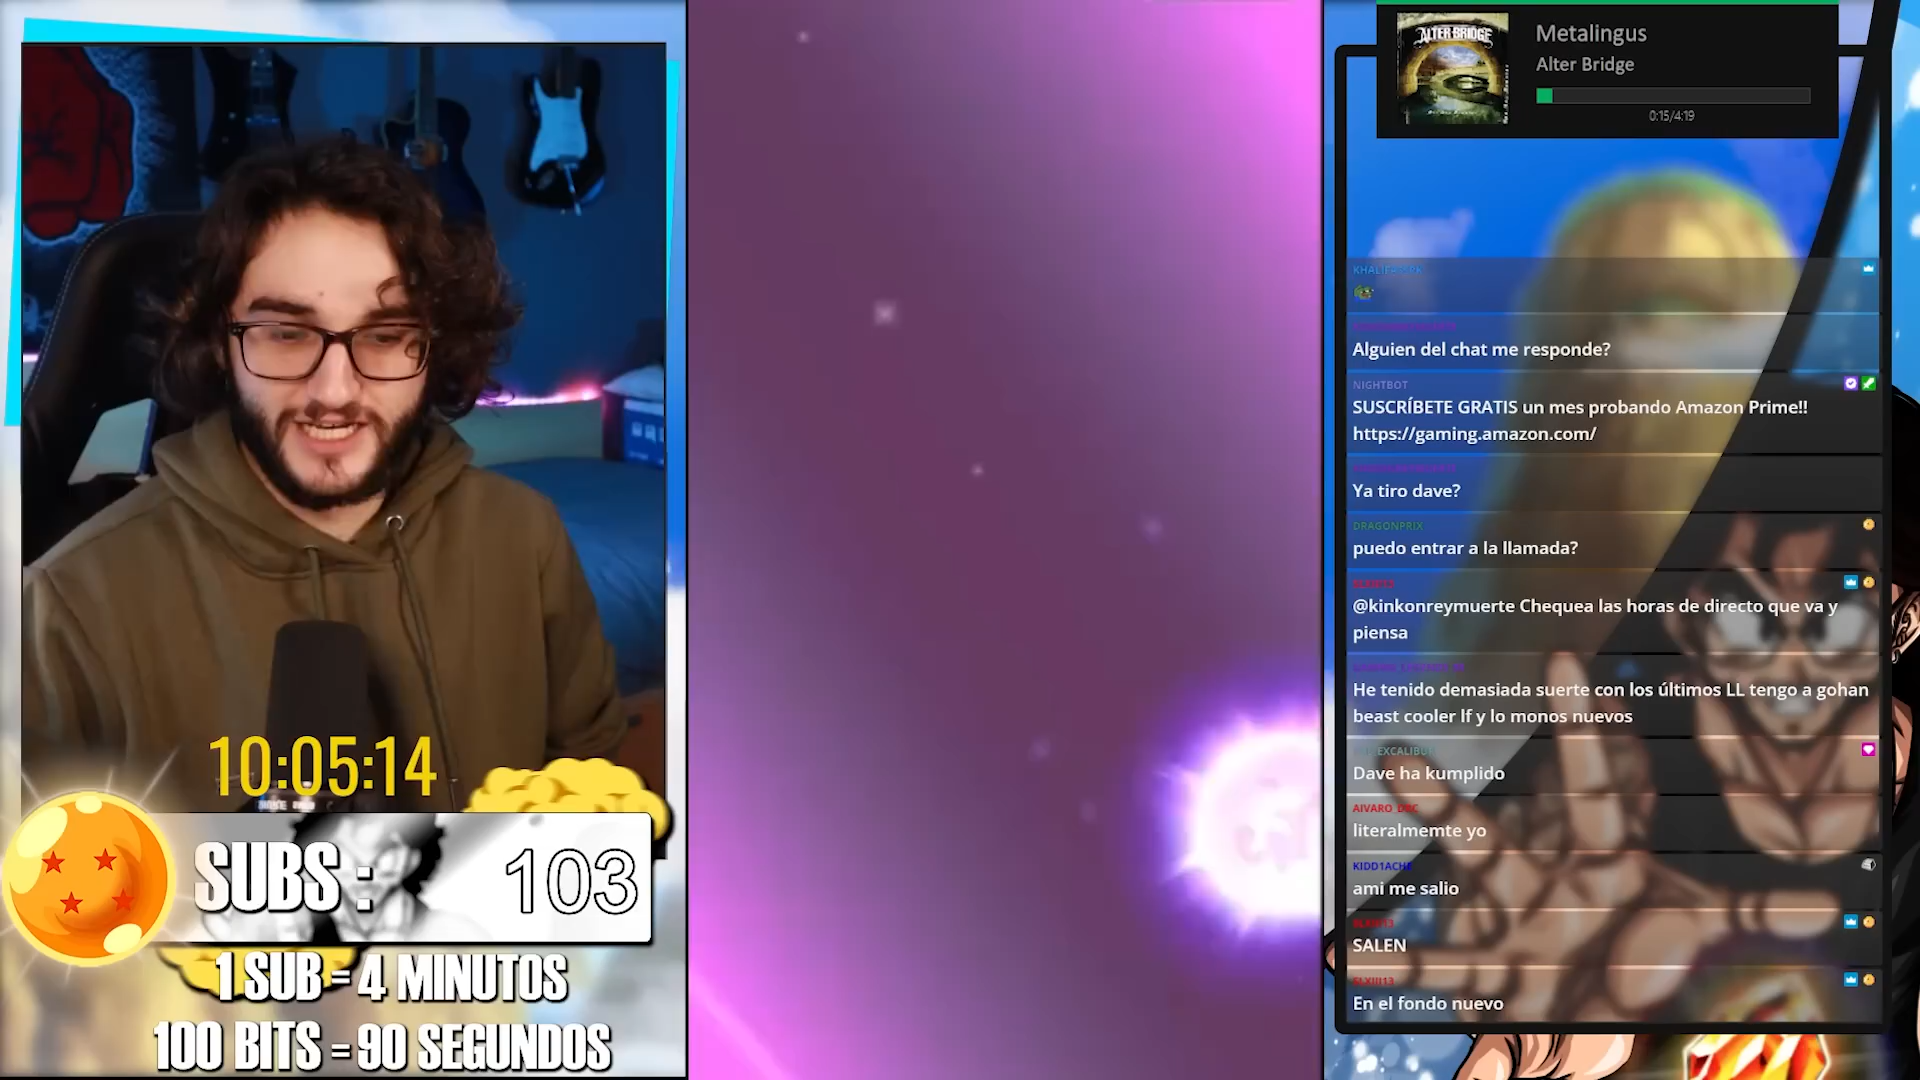 10:05:14
SUBS : 103
1 SUB = 4 MINUTOS
100 BITS = 90 SEGUNDOS
ALTER BRIDGE
Metalingus
Alter Bridge
0:15/4:19
Alguien del chat me responde?
NIGHTBOT
SUSCRÍBETE GRATIS un mes probando Amazon Prime!!
https://gaming.amazon.com/
Ya tiro dave?
DRAGONPRIX
puedo entrar a la llamada?
@kinkonreymuerte Chequea las horas de directo que va y
piensa
He tenido demasiada suerte con los últimos LL tengo a gohan
beast cooler lf y lo monos nuevos
Dave ha kumplido
literalmemte yo
KIDD1ACHE
ami me salio
SALEN
En el fondo nuevo